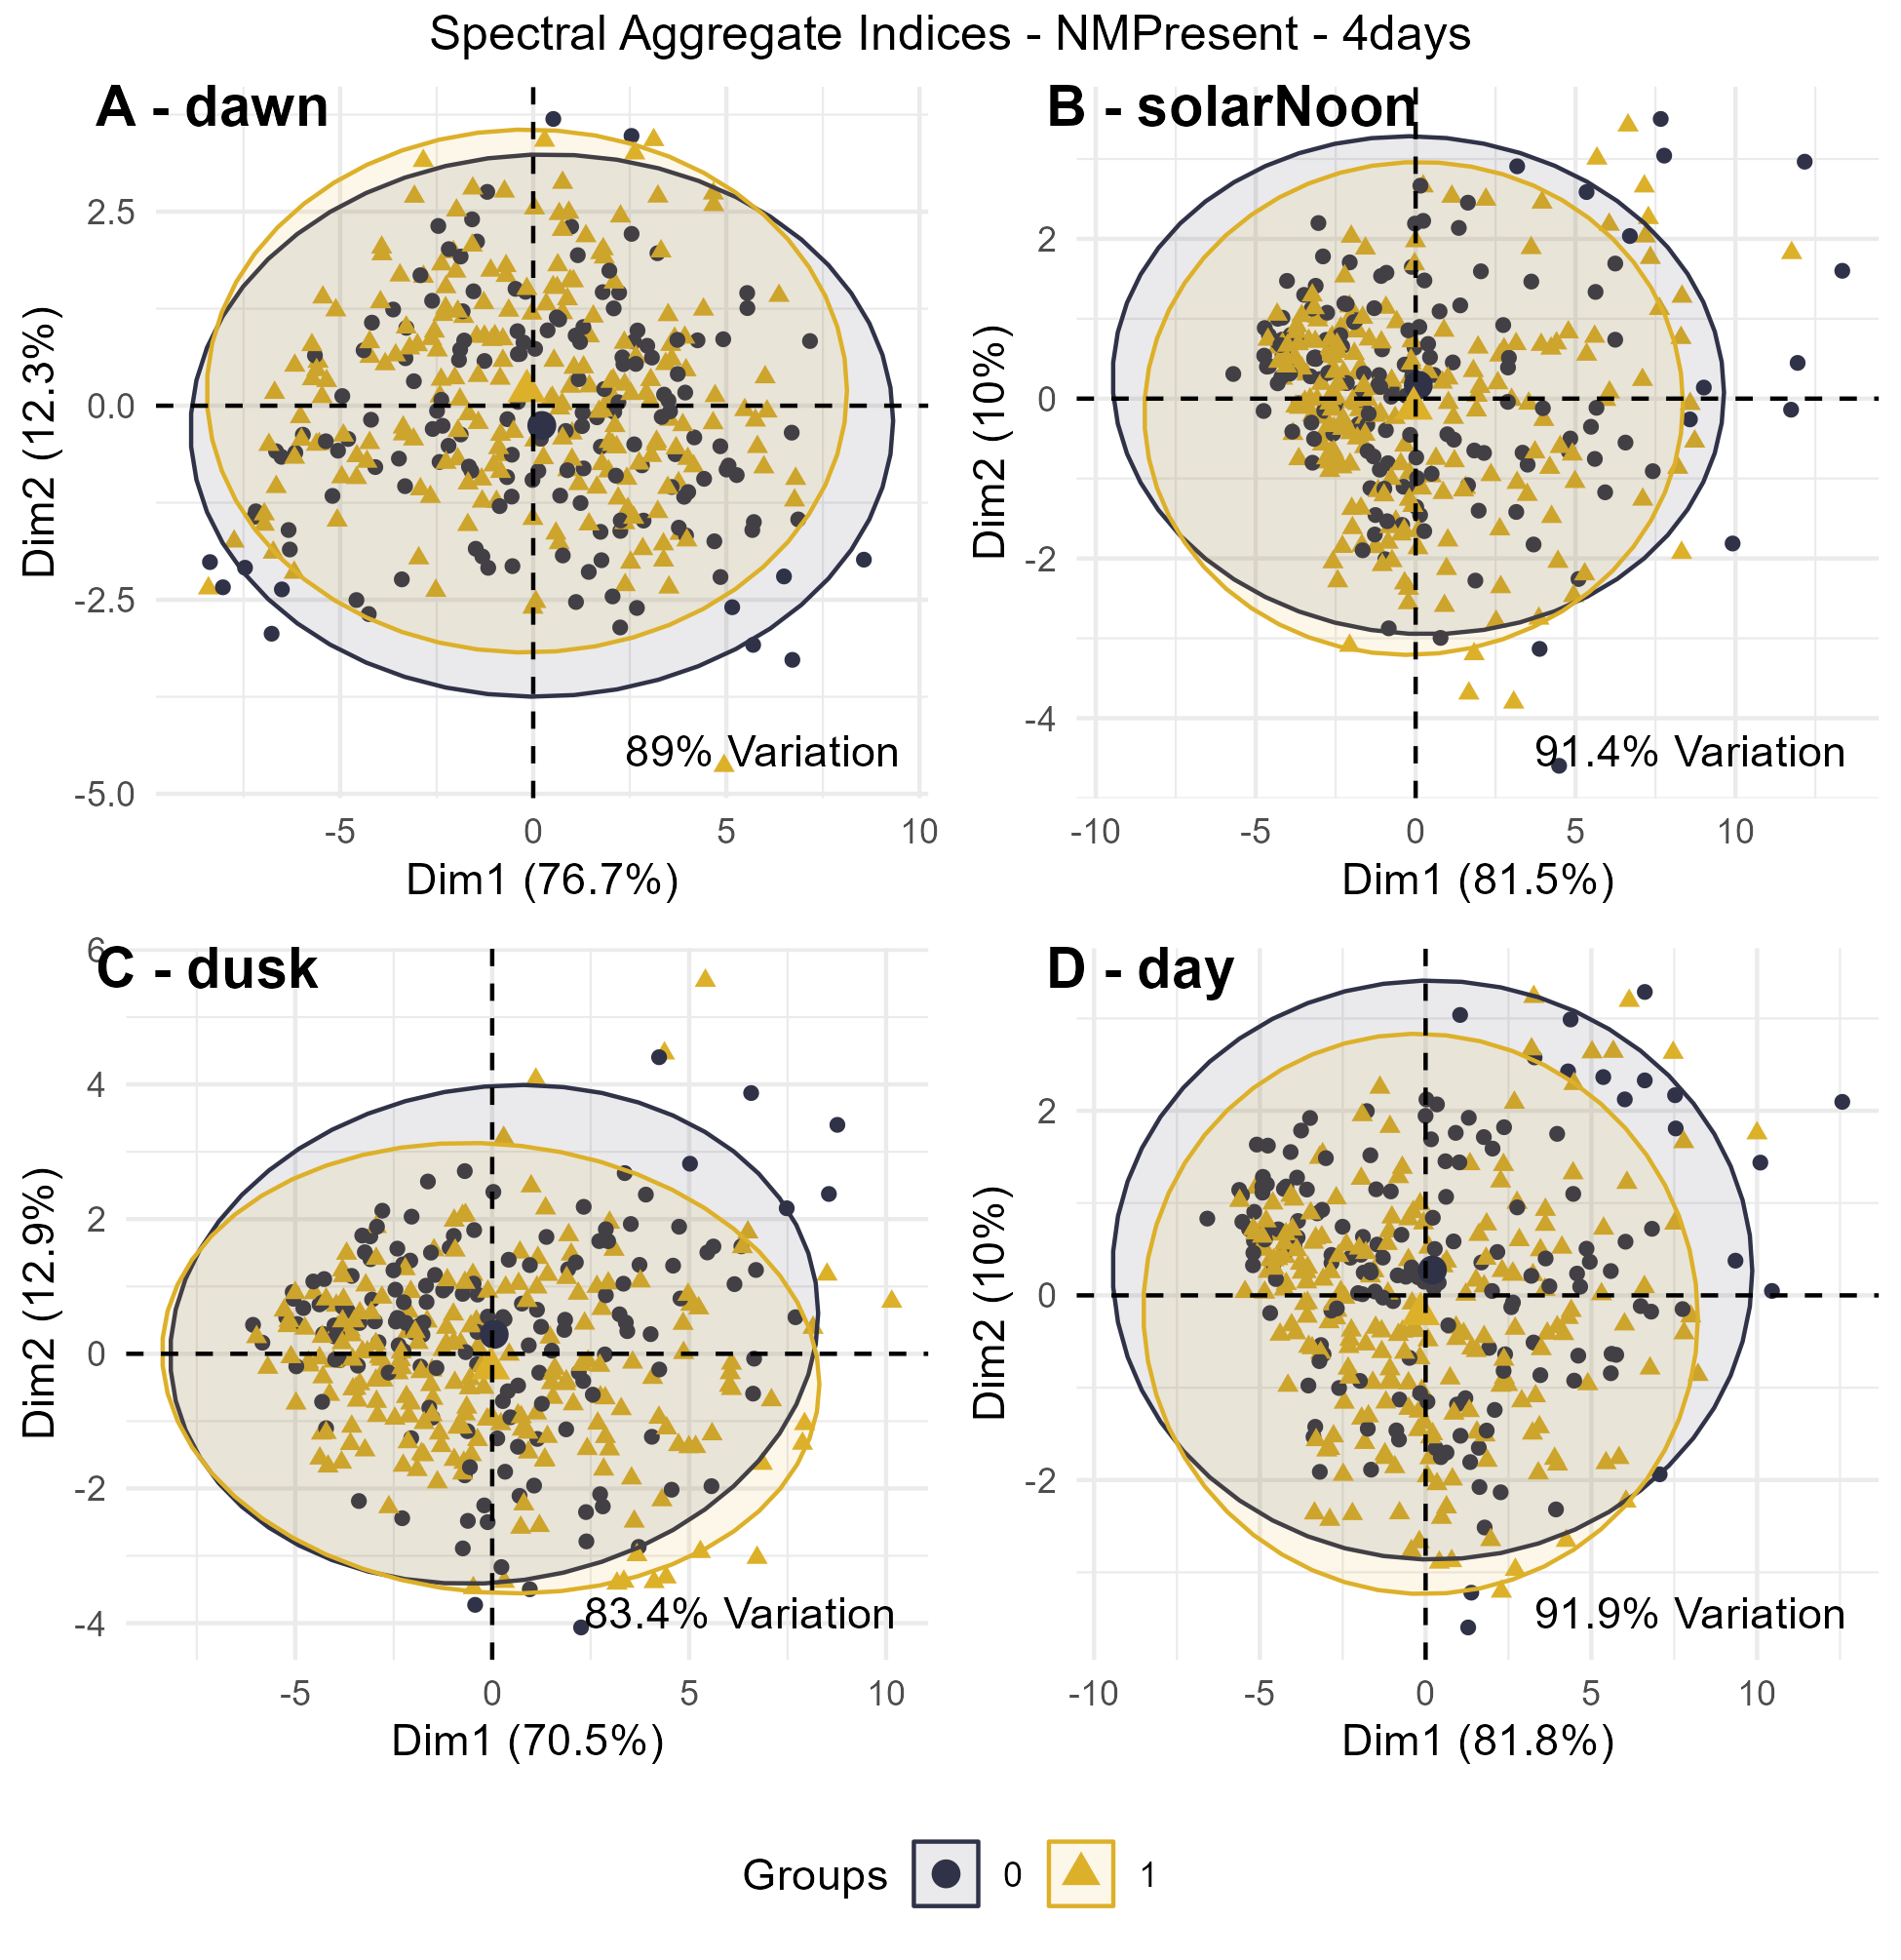 Spectral Aggregate Indices - NMPresent - 4days
A - dawn
Dim2 (12.3%)
2.5
0.0
-2.5
-5.0
89% Variation
-5
0
5
10
Dim1 (76.7%)
B - solarNoon
Dim2 (10%)
2
0
-2
-4
91.4% Variation
-10
-5
0
5
10
Dim1 (81.5%)
C - dusk
Dim2 (12.9%)
6
4
2
0
-2
-4
83.4% Variation
-5
0
5
10
Dim1 (70.5%)
D - day
Dim2 (10%)
2
0
-2
91.9% Variation
-10
-5
0
5
10
Dim1 (81.8%)
Groups 0 1